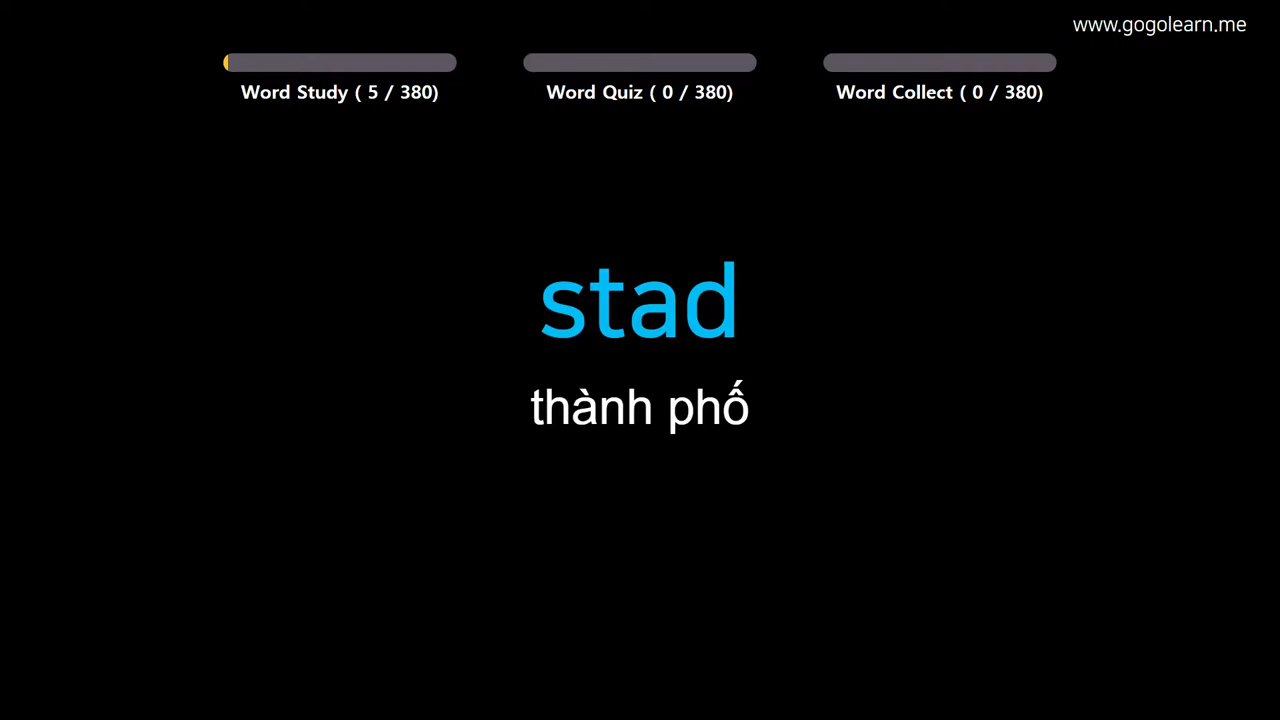 www.gogolearn.me
Word Study ( 5 / 380)
Word Quiz ( 0 / 380)
Word Collect ( 0 / 380)
stad
thành phố